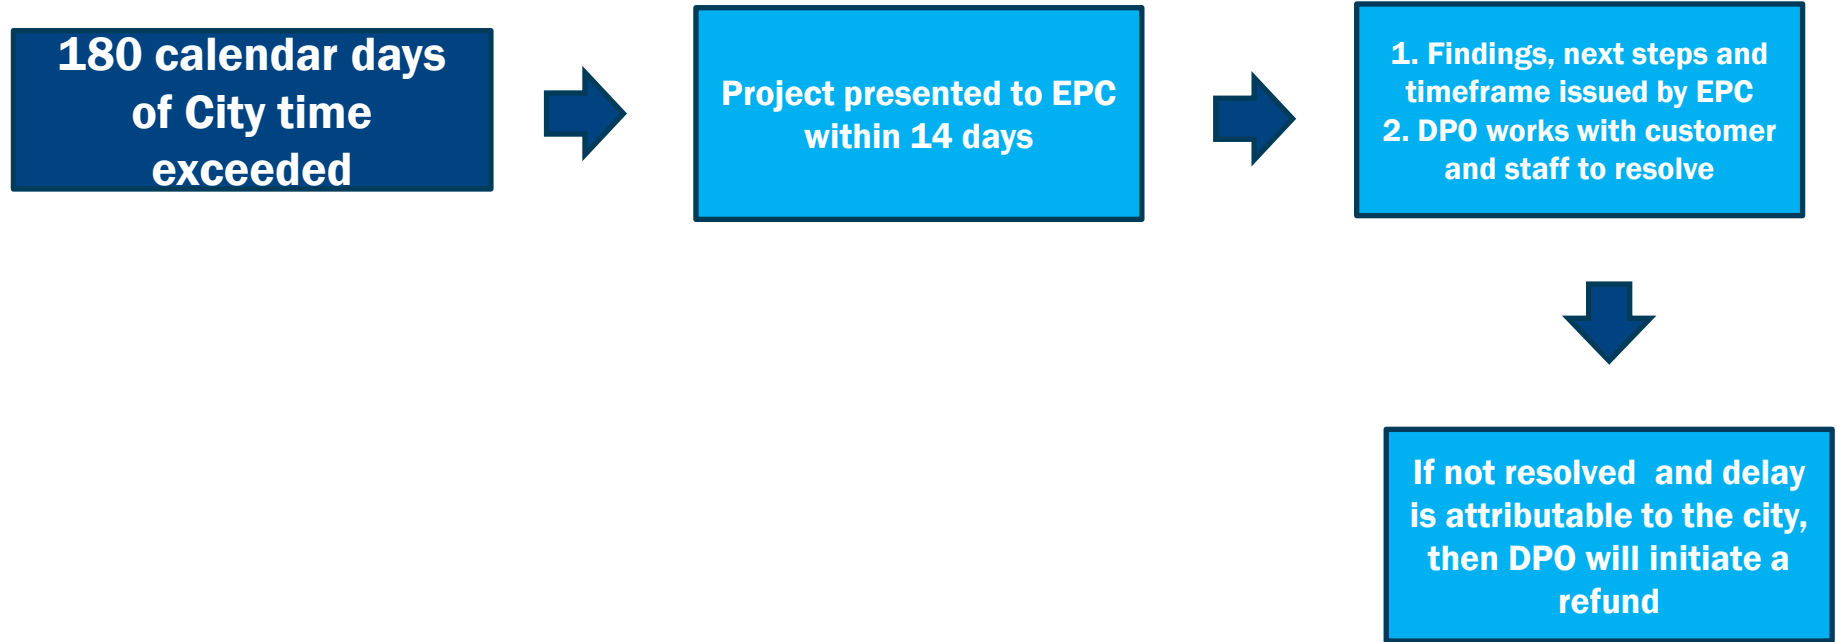 180 calendar days
of City time
exceeded
Project presented to EPC
within 14 days
1. Findings, next steps and
timeframe issued by EPC
2. DPO works with customer
and staff to resolve
If not resolved  and delay
is attributable to the city,
then DPO will initiate a
refund